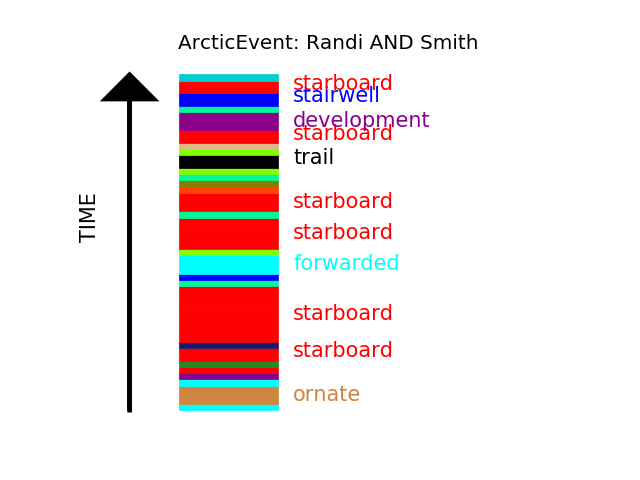 ArcticEvent: Randi AND Smith
starboard
stairwell
development
starboard
trail
starboard
TIME
starboard
forwarded
starboard
starboard
ornate